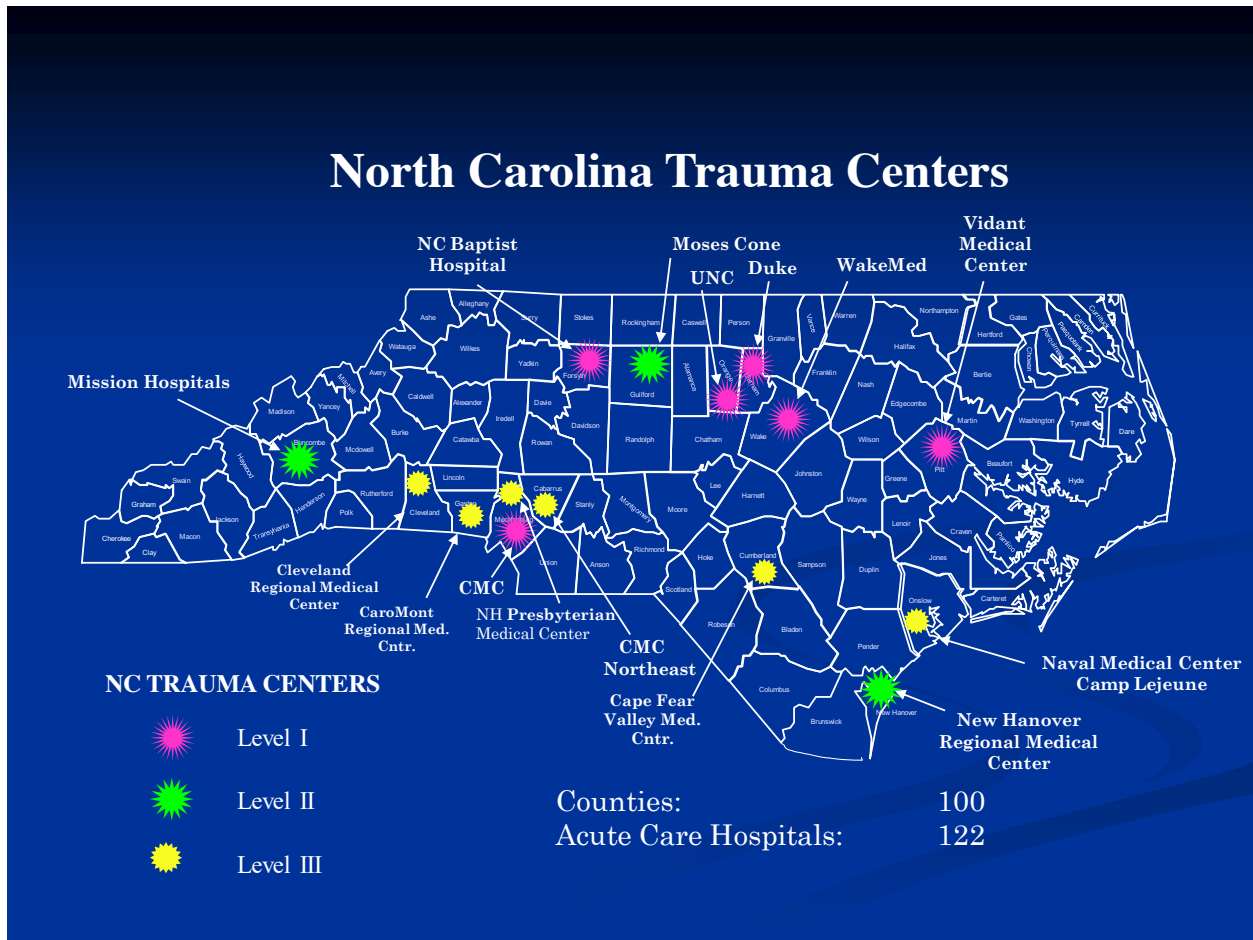 North Carolina Trauma Centers
NC Baptist
Hospital
Moses Cone
UNC
Duke
WakeMed
Vidant
Medical
Center
Mission Hospitals
Ashe
Alleghany
Surry
Stokes
Rockingham
Caswell
Person
Granville
Vance
Warren
Northampton
Gates
Hertford
Currituck
Camden
Pasquotank
Perquimans
Chowan
Halifax
Watauga
Wilkes
Yadkin
Forsyth
Guilford
Alamance
Orange
Durham
Franklin
Nash
Edgecombe
Bertie
Martin
Washington
Tyrrell
Dare
Mitchell
Avery
Madison
Yancey
Caldwell
Alexander
Iredell
Davie
Davidson
Randolph
Chatham
Wake
Wilson
Pitt
Beaufort
Hyde
Buncombe
Mcdowell
Burke
Catawba
Rowan
Haywood
Swain
Graham
Cherokee
Clay
Macon
Jackson
Transylvania
Henderson
Polk
Rutherford
Cleveland
Lincoln
Gaston
Mecklenburg
Cabarrus
Stanly
Montgomery
Moore
Lee
Harnett
Johnston
Wayne
Greene
Lenoir
Craven
Pamlico
Jones
Carteret
Onslow
Union
Anson
Richmond
Scotland
Hoke
Cumberland
Sampson
Duplin
Robeson
Bladen
Pender
Columbus
Brunswick
New Hanover
Cleveland
Regional Medical
Center
CaroMont
Regional Med.
Cntr.
CMC
NH Presbyterian
Medical Center
CMC
Northeast
Cape Fear
Valley Med.
Cntr.
Naval Medical Center
Camp Lejeune
New Hanover
Regional Medical
Center
NC TRAUMA CENTERS
Level I
Level II
Level III
Counties: 100
Acute Care Hospitals: 122